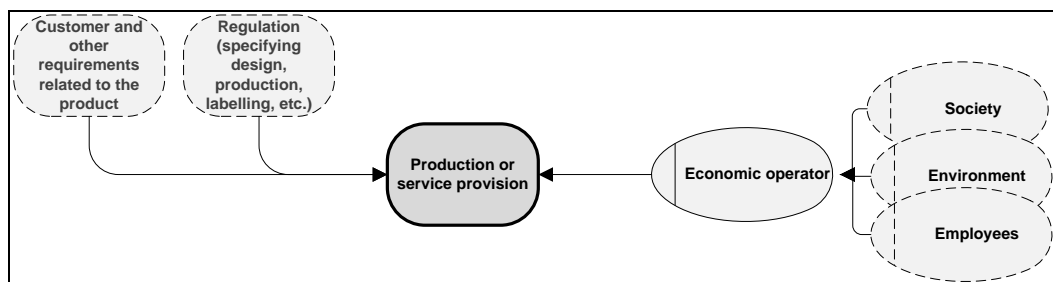 Customer and
other
requirements
related to the
product
Regulation
(specifying
design,
production,
labelling, etc.)
Production or
service provision
Economic operator
Society
Environment
Employees